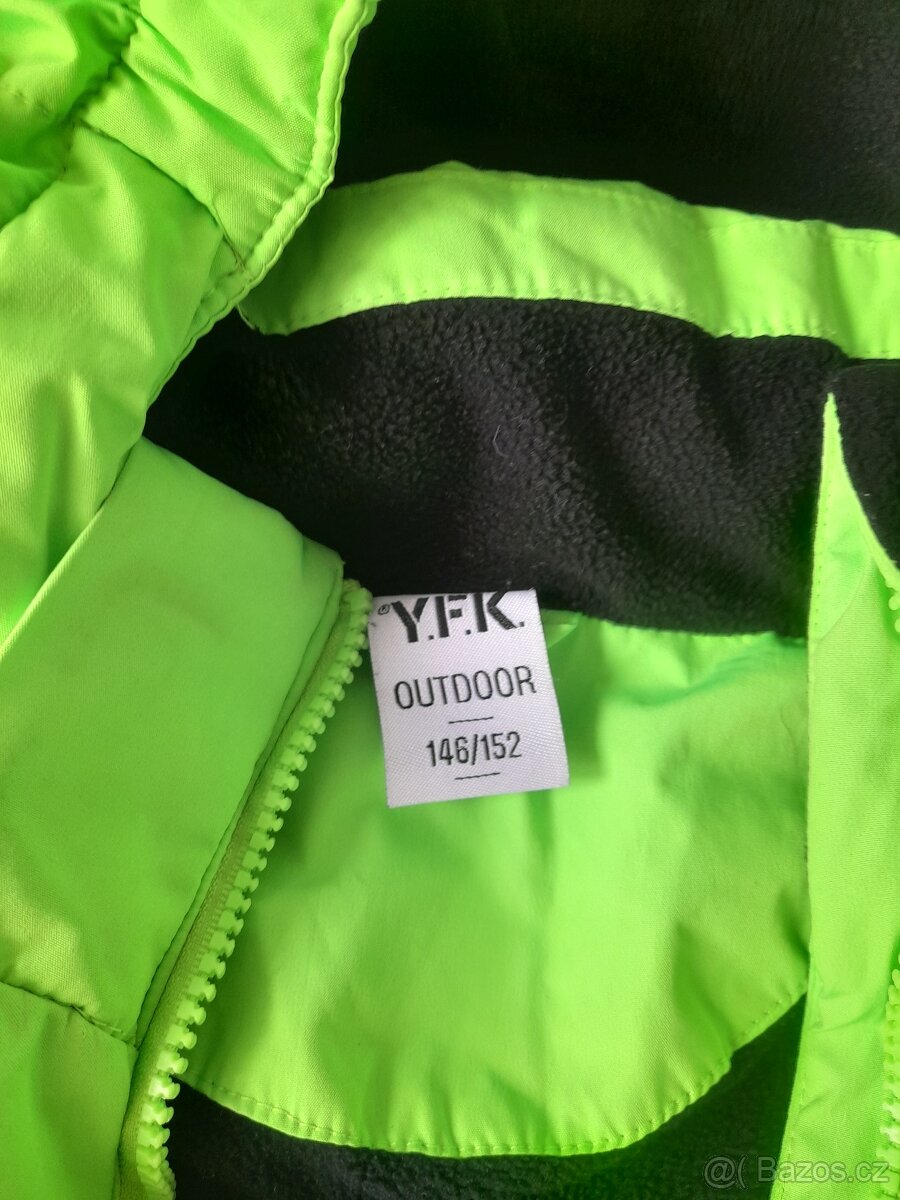 ®Y.F.K.
OUTDOOR
146/152
@( Bazos.cz